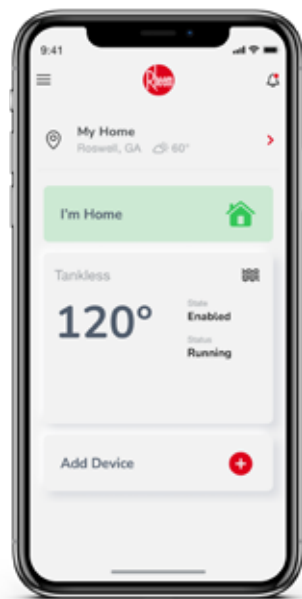 9:41
Rheem
My Home
Roswell, GA 60°
I'm Home
Tankless
120°
State
Enabled
Status
Running
Add Device